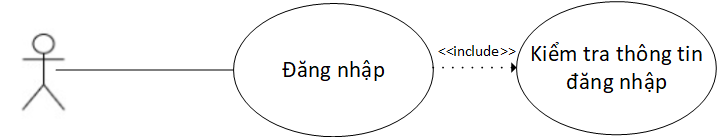 Đăng nhập
<<include>>
Kiểm tra thông tin
đăng nhập